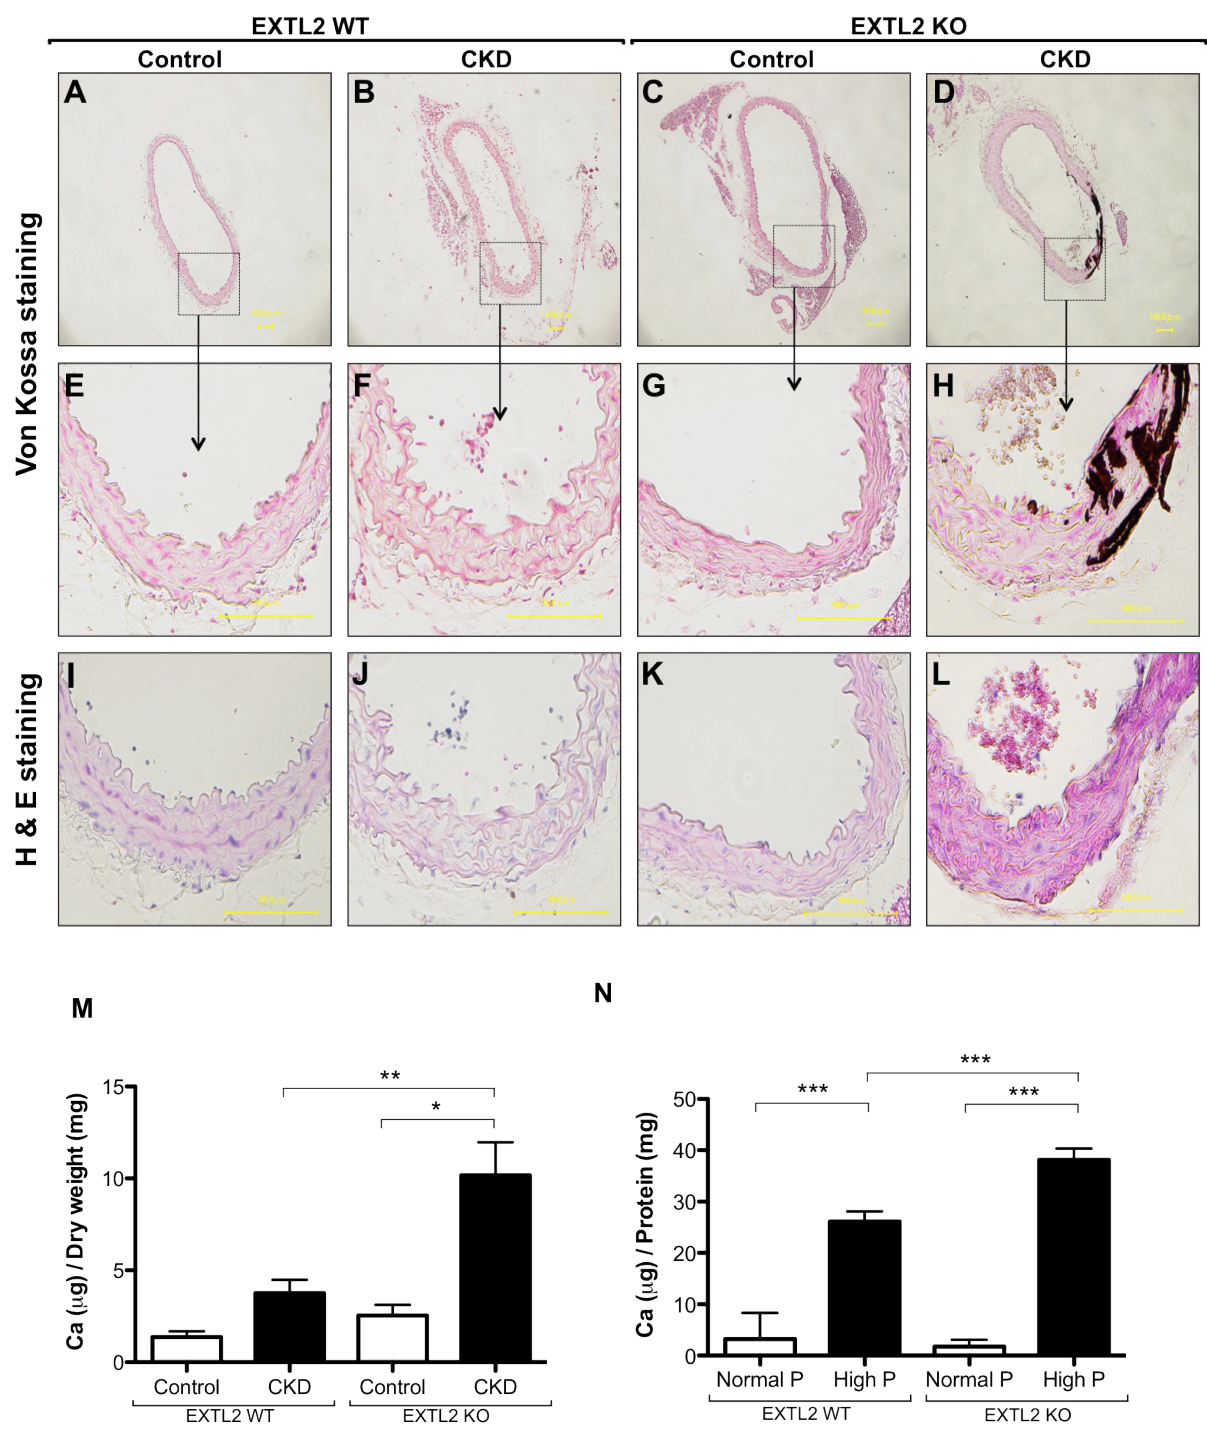 EXTL2 WT
EXTL2 KO
Control
CKD
Control
CKD
A
B
C
D
Von Kossa staining
E
F
G
H
H & E staining
I
J
K
L
M
N
Ca (μg) / Dry weight (mg)
15
10
5
0
**
*
Control
CKD
Control
CKD
EXTL2 WT
EXTL2 KO
Ca (μg) / Protein (mg)
50
40
30
20
10
0
***
***
***
Normal P
High P
Normal P
High P
EXTL2 WT
EXTL2 KO